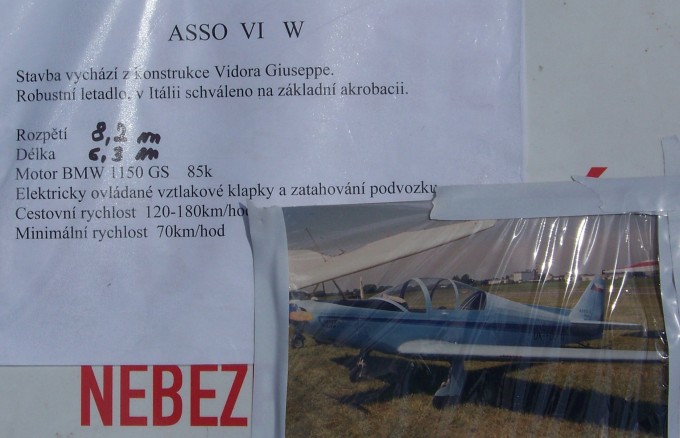 ASSO VI W
Stavba vychází z konstrukce Vidora Giuseppe.
Robustní letadlo, v Itálii schváleno na základní akrobacii.
Rozpětí 8,2 m
Délka 6,3 m
Motor BMW 1150 GS 85k
Elektricky ovládané vztlakové klapky a zatahování podvozku
Cestovní rychlost 120-180km/hod
Minimální rychlost 70km/hod
NEBEZ